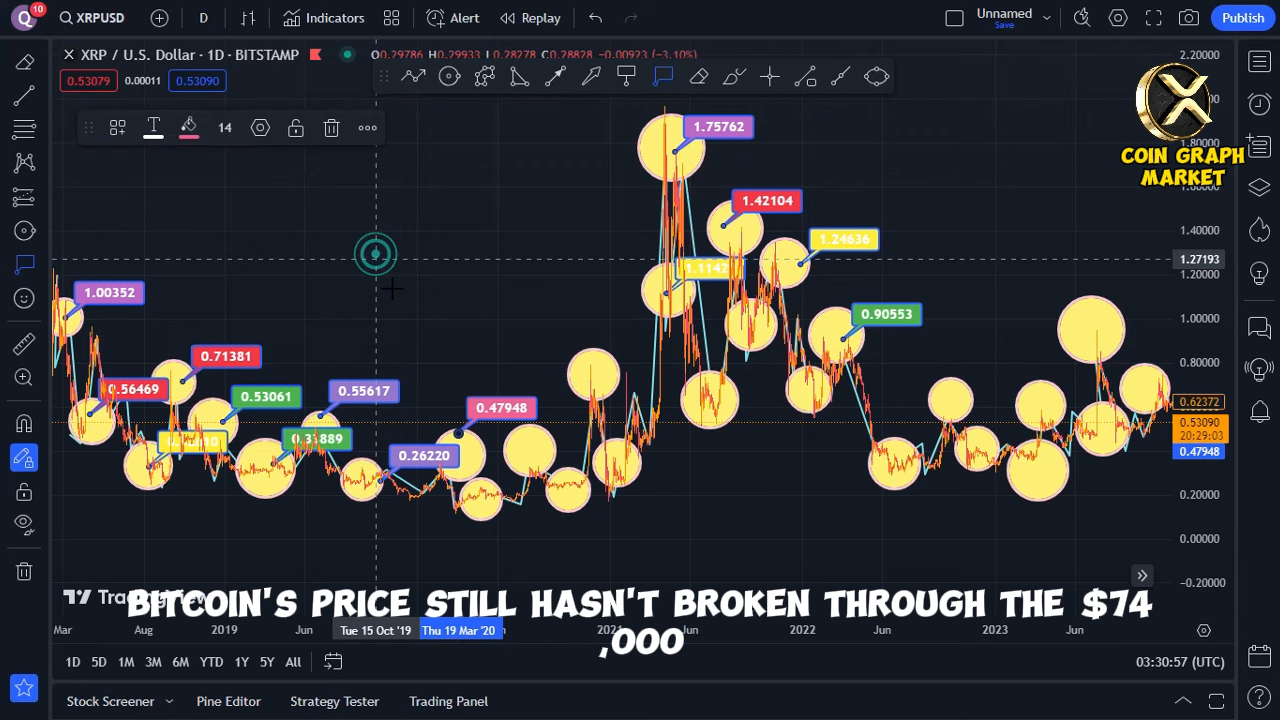 Q 10 XRPUSD D Indicators Alert Replay Unnamed Save Publish
XRP / U.S. Dollar · 1D · BITSTAMP O0.29786 H0.29933 L0.28278 C0.28828 −0.00923 (−3.10%)
0.53079 0.00011 0.53090
14
COIN GRAPH
MARKET
2.20000
1.80000
1.60000
1.40000
1.27193
1.20000
1.00000
0.80000
0.62372
0.53090
20:29:03
0.47948
0.20000
0.00000
-0.20000
1.75762
1.42104
1.24636
1.1142
1.00352
0.90553
0.71381
0.56469
0.53061
0.55617
0.47948
0.26220
TradingView
BITCOIN'S PRICE STILL HASN'T BROKEN THROUGH THE $74
,000
Mar Aug 2019 Jun Tue 15 Oct '19 Thu 19 Mar '20 2021 Jun 2022 Jun 2023 Jun
1D 5D 1M 3M 6M YTD 1Y 5Y All 03:30:57 (UTC)
Stock Screener Pine Editor Strategy Tester Trading Panel